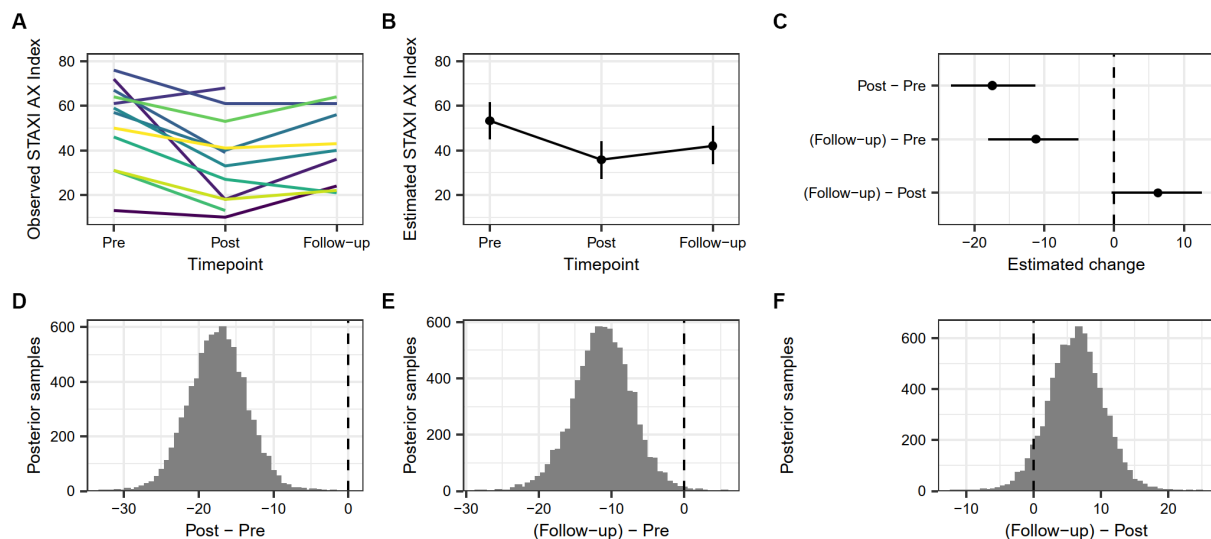 A
Observed STAXI AX Index
80
60
40
20
Pre
Post
Follow−up
Timepoint
B
Estimated STAXI AX Index
80
60
40
20
Pre
Post
Follow−up
Timepoint
C
Post − Pre
(Follow−up) − Pre
(Follow−up) − Post
−20
−10
0
10
Estimated change
D
Posterior samples
600
400
200
0
−30
−20
−10
0
Post − Pre
E
Posterior samples
600
400
200
0
−30
−20
−10
0
(Follow−up) − Pre
F
Posterior samples
600
400
200
0
−10
0
10
20
(Follow−up) − Post